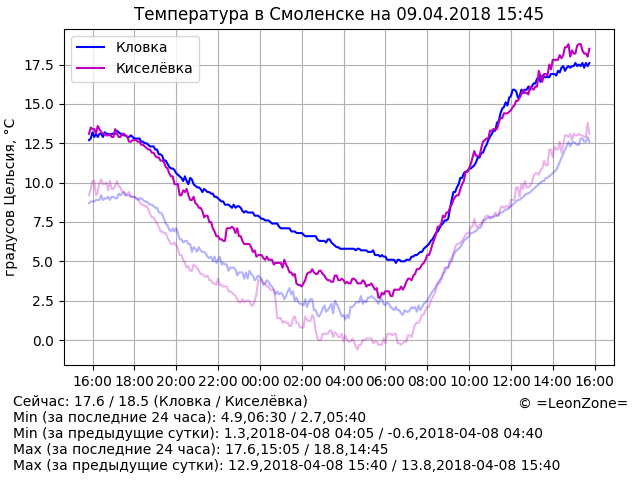 Температура в Смоленске на 09.04.2018 15:45
Кловка
Киселёвка
градусов Цельсия, °C
17.5
15.0
12.5
10.0
7.5
5.0
2.5
0.0
16:00 18:00 20:00 22:00 00:00 02:00 04:00 06:00 08:00 10:00 12:00 14:00 16:00
Сейчас: 17.6 / 18.5 (Кловка / Киселёвка)
© =LeonZone=
Min (за последние 24 часа): 4.9,06:30 / 2.7,05:40
Min (за предыдущие сутки): 1.3,2018-04-08 04:05 / -0.6,2018-04-08 04:40
Max (за последние 24 часа): 17.6,15:05 / 18.8,14:45
Max (за предыдущие сутки): 12.9,2018-04-08 15:40 / 13.8,2018-04-08 15:40